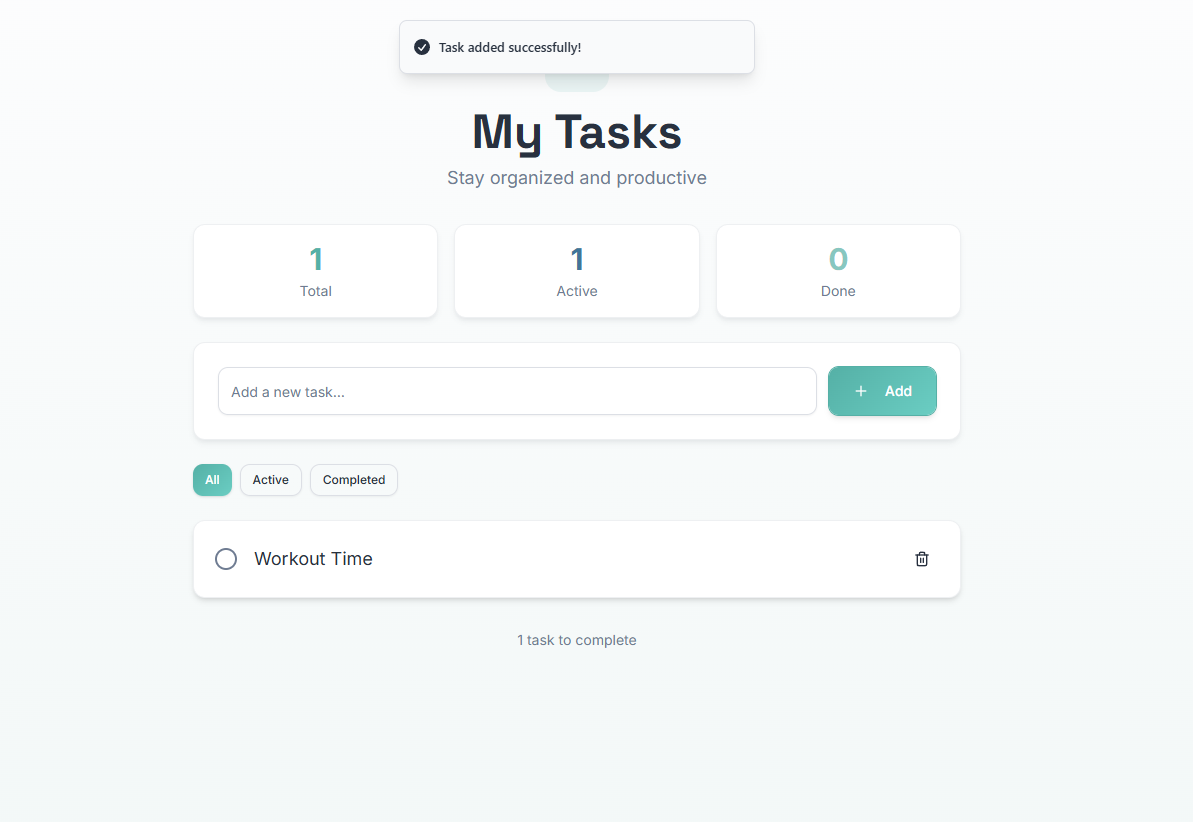 Task added successfully!
My Tasks
Stay organized and productive
1
Total
1
Active
0
Done
Add a new task...
+ Add
All
Active
Completed
Workout Time
1 task to complete